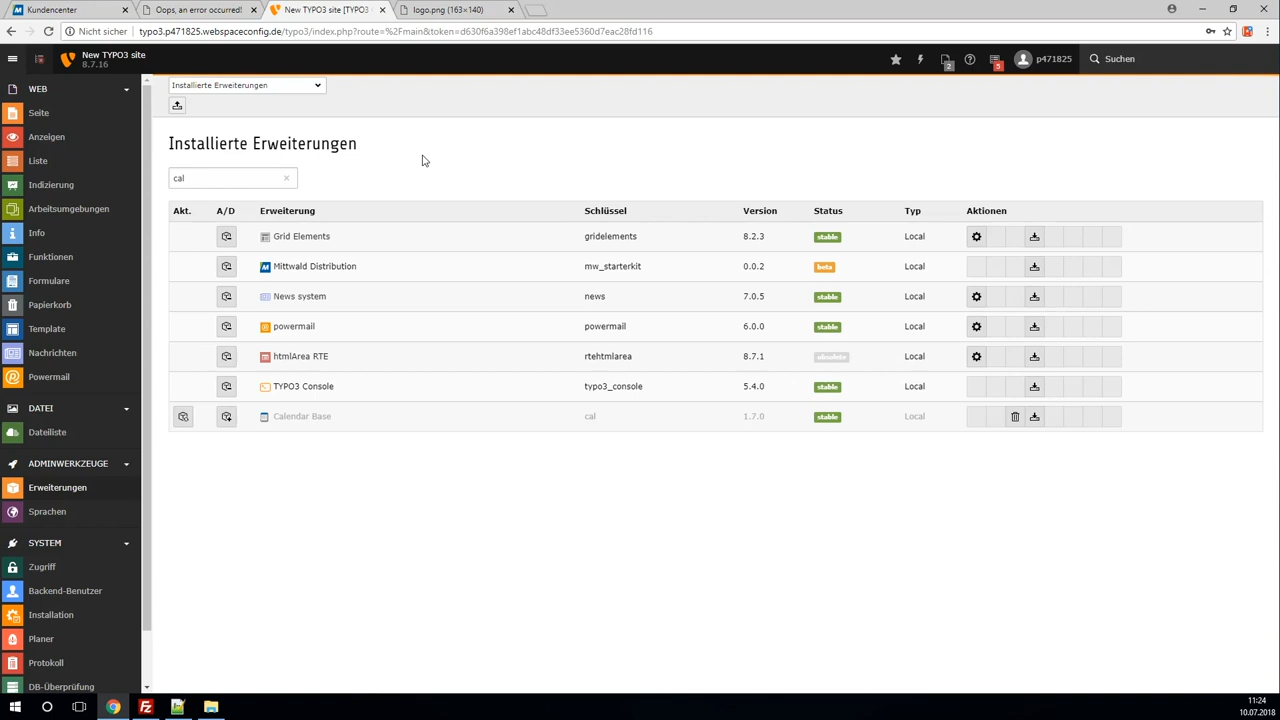 Kundencenter
Oops, an error occurred!
New TYPO3 site [TYPO3
logo.png (163×140)
Nicht sicher
typo3.p471825.webspaceconfig.de/typo3/index.php?route=%2Fmain&token=d630f6a398ef1abc48df33ee5360d7eac28fd116
New TYPO3 site
8.7.16
2
5
p471825
Suchen
WEB
Seite
Anzeigen
Liste
Indizierung
Arbeitsumgebungen
Info
Funktionen
Formulare
Papierkorb
Template
Nachrichten
Powermail
DATEI
Dateiliste
ADMINWERKZEUGE
Erweiterungen
Sprachen
SYSTEM
Zugriff
Backend-Benutzer
Installation
Planer
Protokoll
DB-Überprüfung
Installierte Erweiterungen
Installierte Erweiterungen
cal
Akt. A/D Erweiterung Schlüssel Version Status Typ Aktionen
Grid Elements gridelements 8.2.3 stable Local
Mittwald Distribution mw_starterkit 0.0.2 beta Local
News system news 7.0.5 stable Local
powermail powermail 6.0.0 stable Local
htmlArea RTE rtehtmlarea 8.7.1 obsolete Local
TYPO3 Console typo3_console 5.4.0 stable Local
Calendar Base cal 1.7.0 stable Local
11:24
10.07.2018